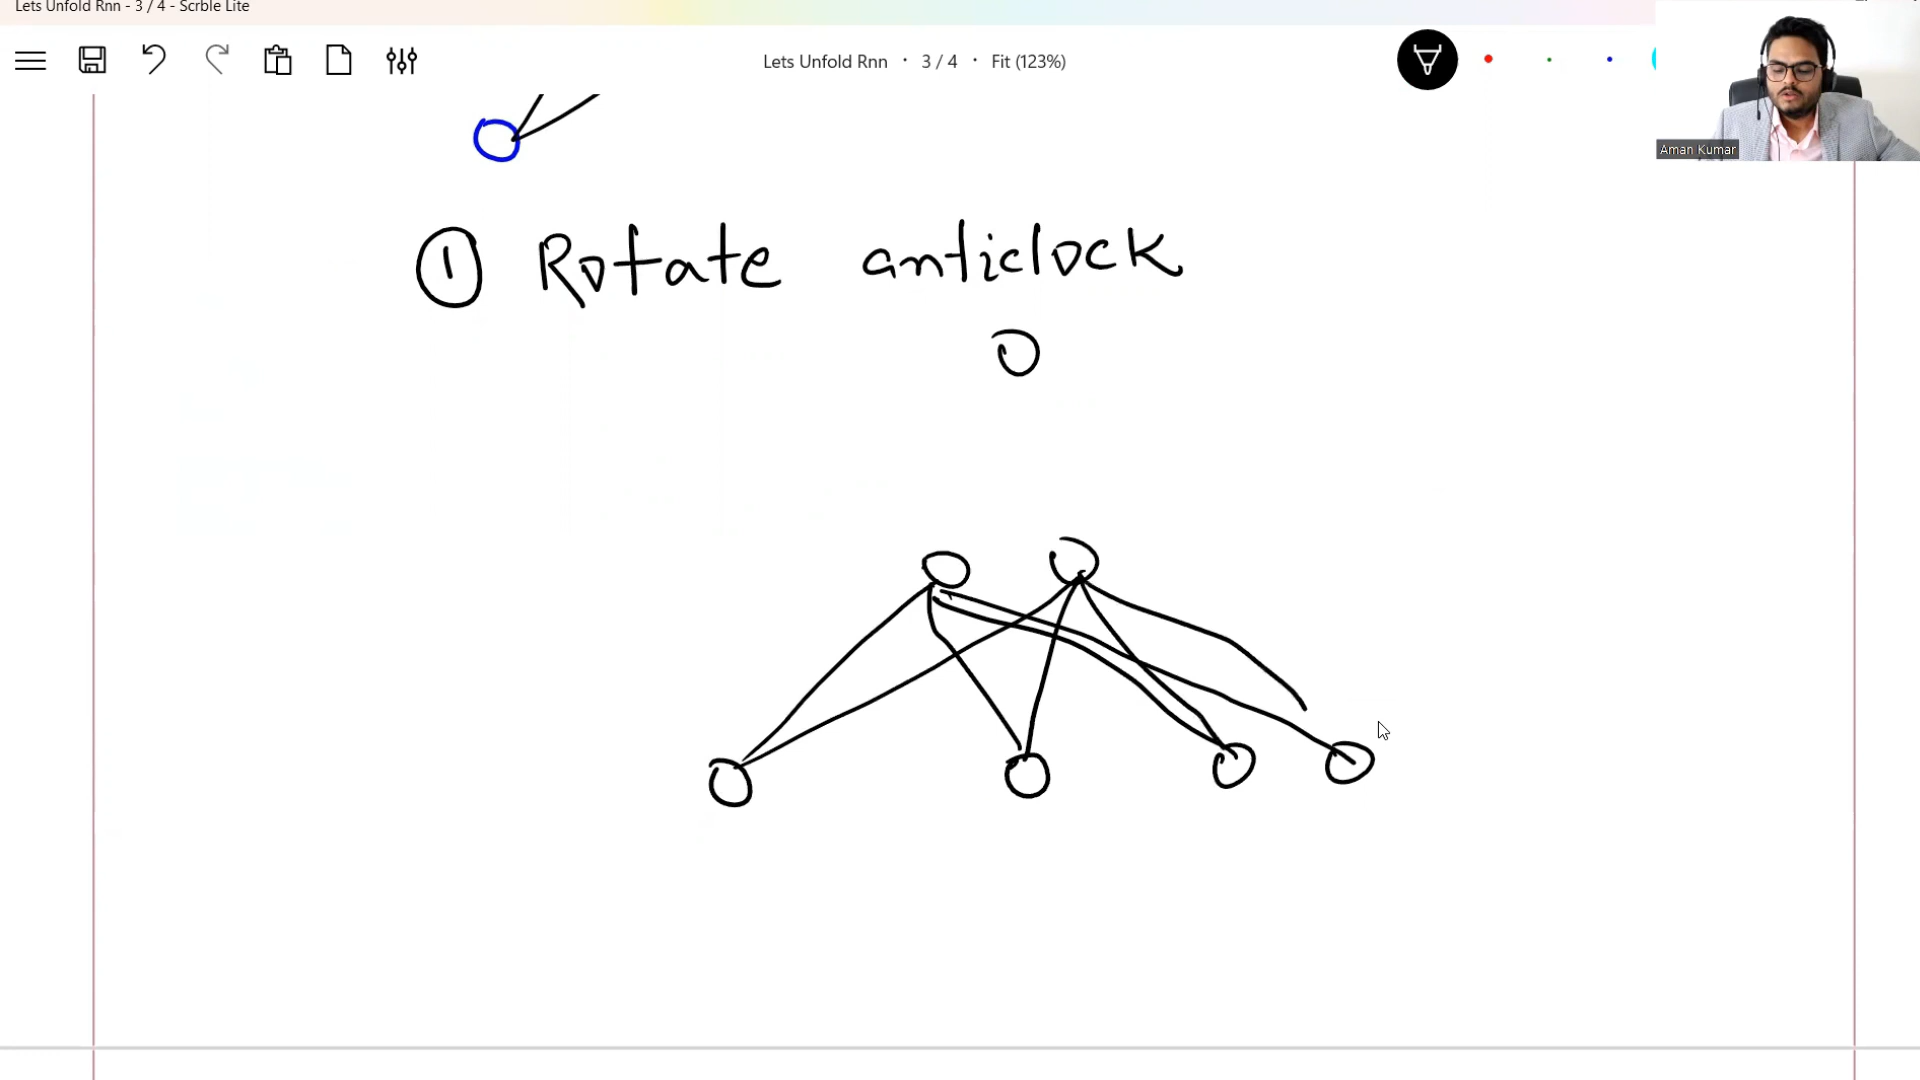 Lets Unfold Rnn - 3 / 4 - Scrble Lite
Lets Unfold Rnn · 3 / 4 · Fit (123%)
Aman Kumar
① Rotate anticlock